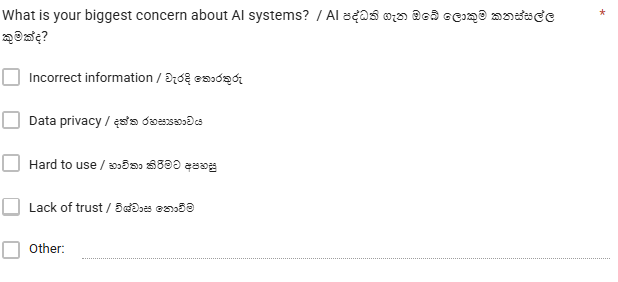 What is your biggest concern about AI systems? / AI පද්ධති ගැන ඔබේ ලොකුම කනස්සල්ල *
කුමක්ද?
Incorrect information / වැරදි තොරතුරු
Data privacy / දත්ත රහස්‍යභාවය
Hard to use / භාවිතා කිරීමට අපහසු
Lack of trust / විශ්වාස නොවීම
Other: